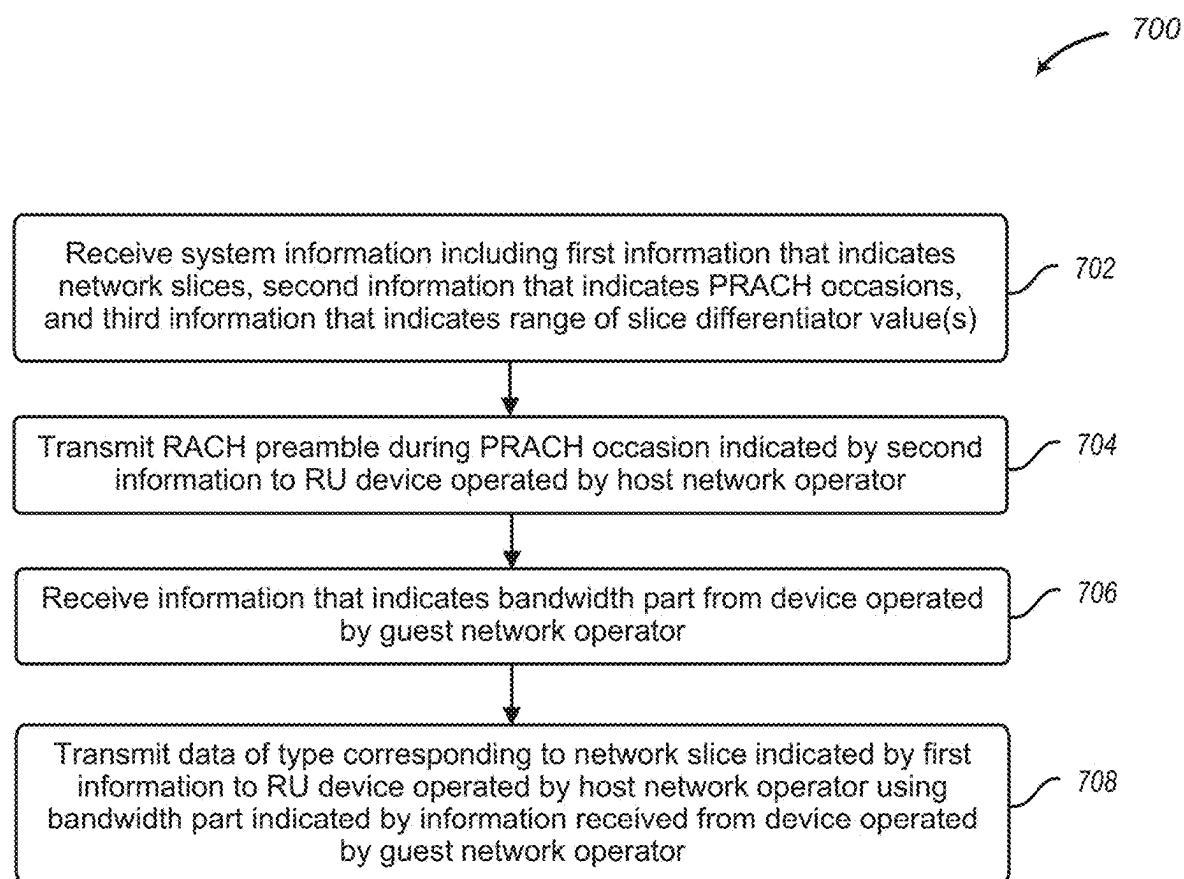 700
Receive system information including first information that indicates
network slices, second information that indicates PRACH occasions,
and third information that indicates range of slice differentiator value(s)
702
Transmit RACH preamble during PRACH occasion indicated by second
information to RU device operated by host network operator
704
Receive information that indicates bandwidth part from device operated
by guest network operator
706
Transmit data of type corresponding to network slice indicated by first
information to RU device operated by host network operator using
bandwidth part indicated by information received from device operated
by guest network operator
708